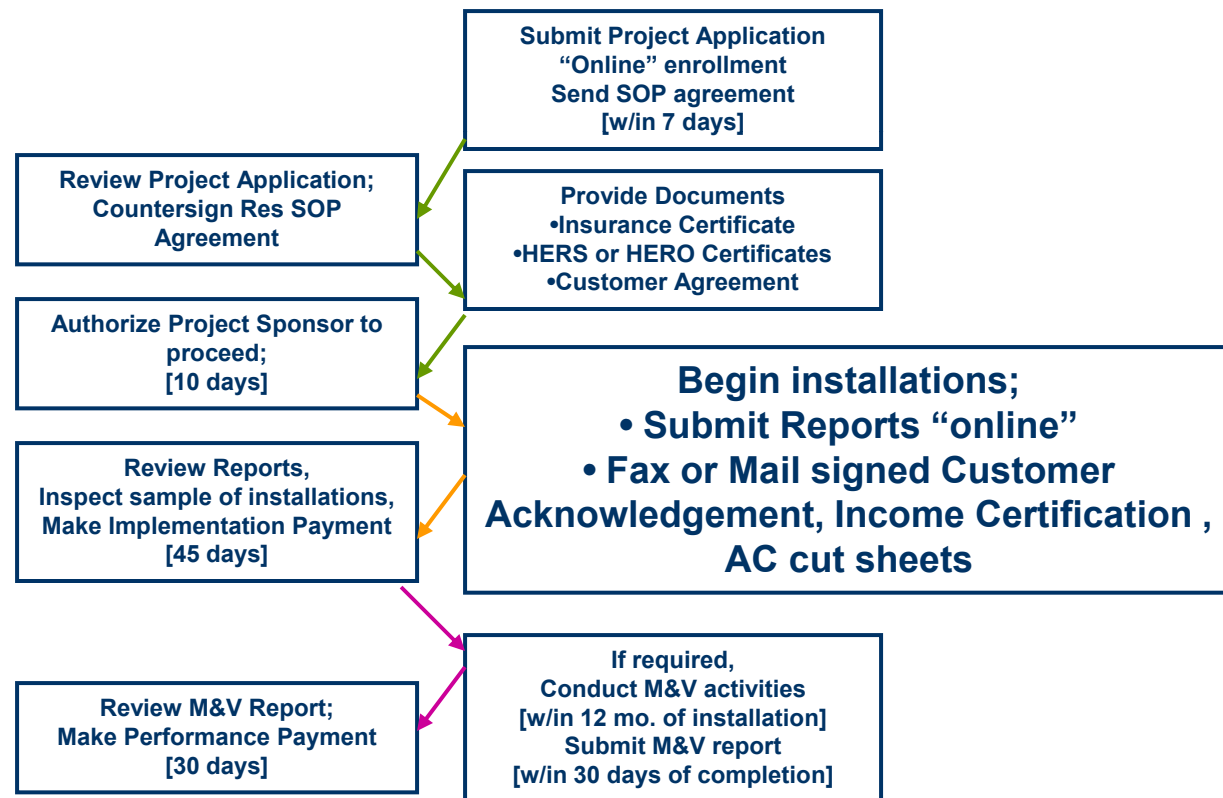 Submit Project Application
“Online” enrollment
Send SOP agreement
[w/in 7 days]
Review Project Application;
Countersign Res SOP
Agreement
Provide Documents
•Insurance Certificate
•HERS or HERO Certificates
•Customer Agreement
Authorize Project Sponsor to
proceed;
[10 days]
Begin installations;
• Submit Reports “online”
• Fax or Mail signed Customer
Acknowledgement, Income Certification ,
AC cut sheets
Review Reports,
Inspect sample of installations,
Make Implementation Payment
[45 days]
If required,
Conduct M&V activities
[w/in 12 mo. of installation]
Submit M&V report
[w/in 30 days of completion]
Review M&V Report;
Make Performance Payment
[30 days]